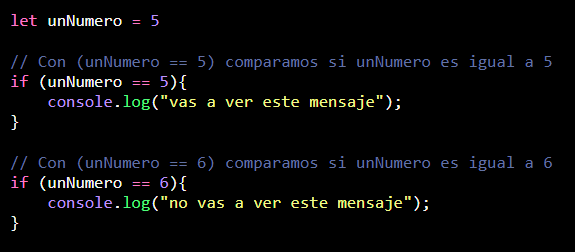 let unNumero = 5
// Con (unNumero == 5) comparamos si unNumero es igual a 5
if (unNumero == 5){
    console.log("vas a ver este mensaje");
}
// Con (unNumero == 6) comparamos si unNumero es igual a 6
if (unNumero == 6){
    console.log("no vas a ver este mensaje");
}